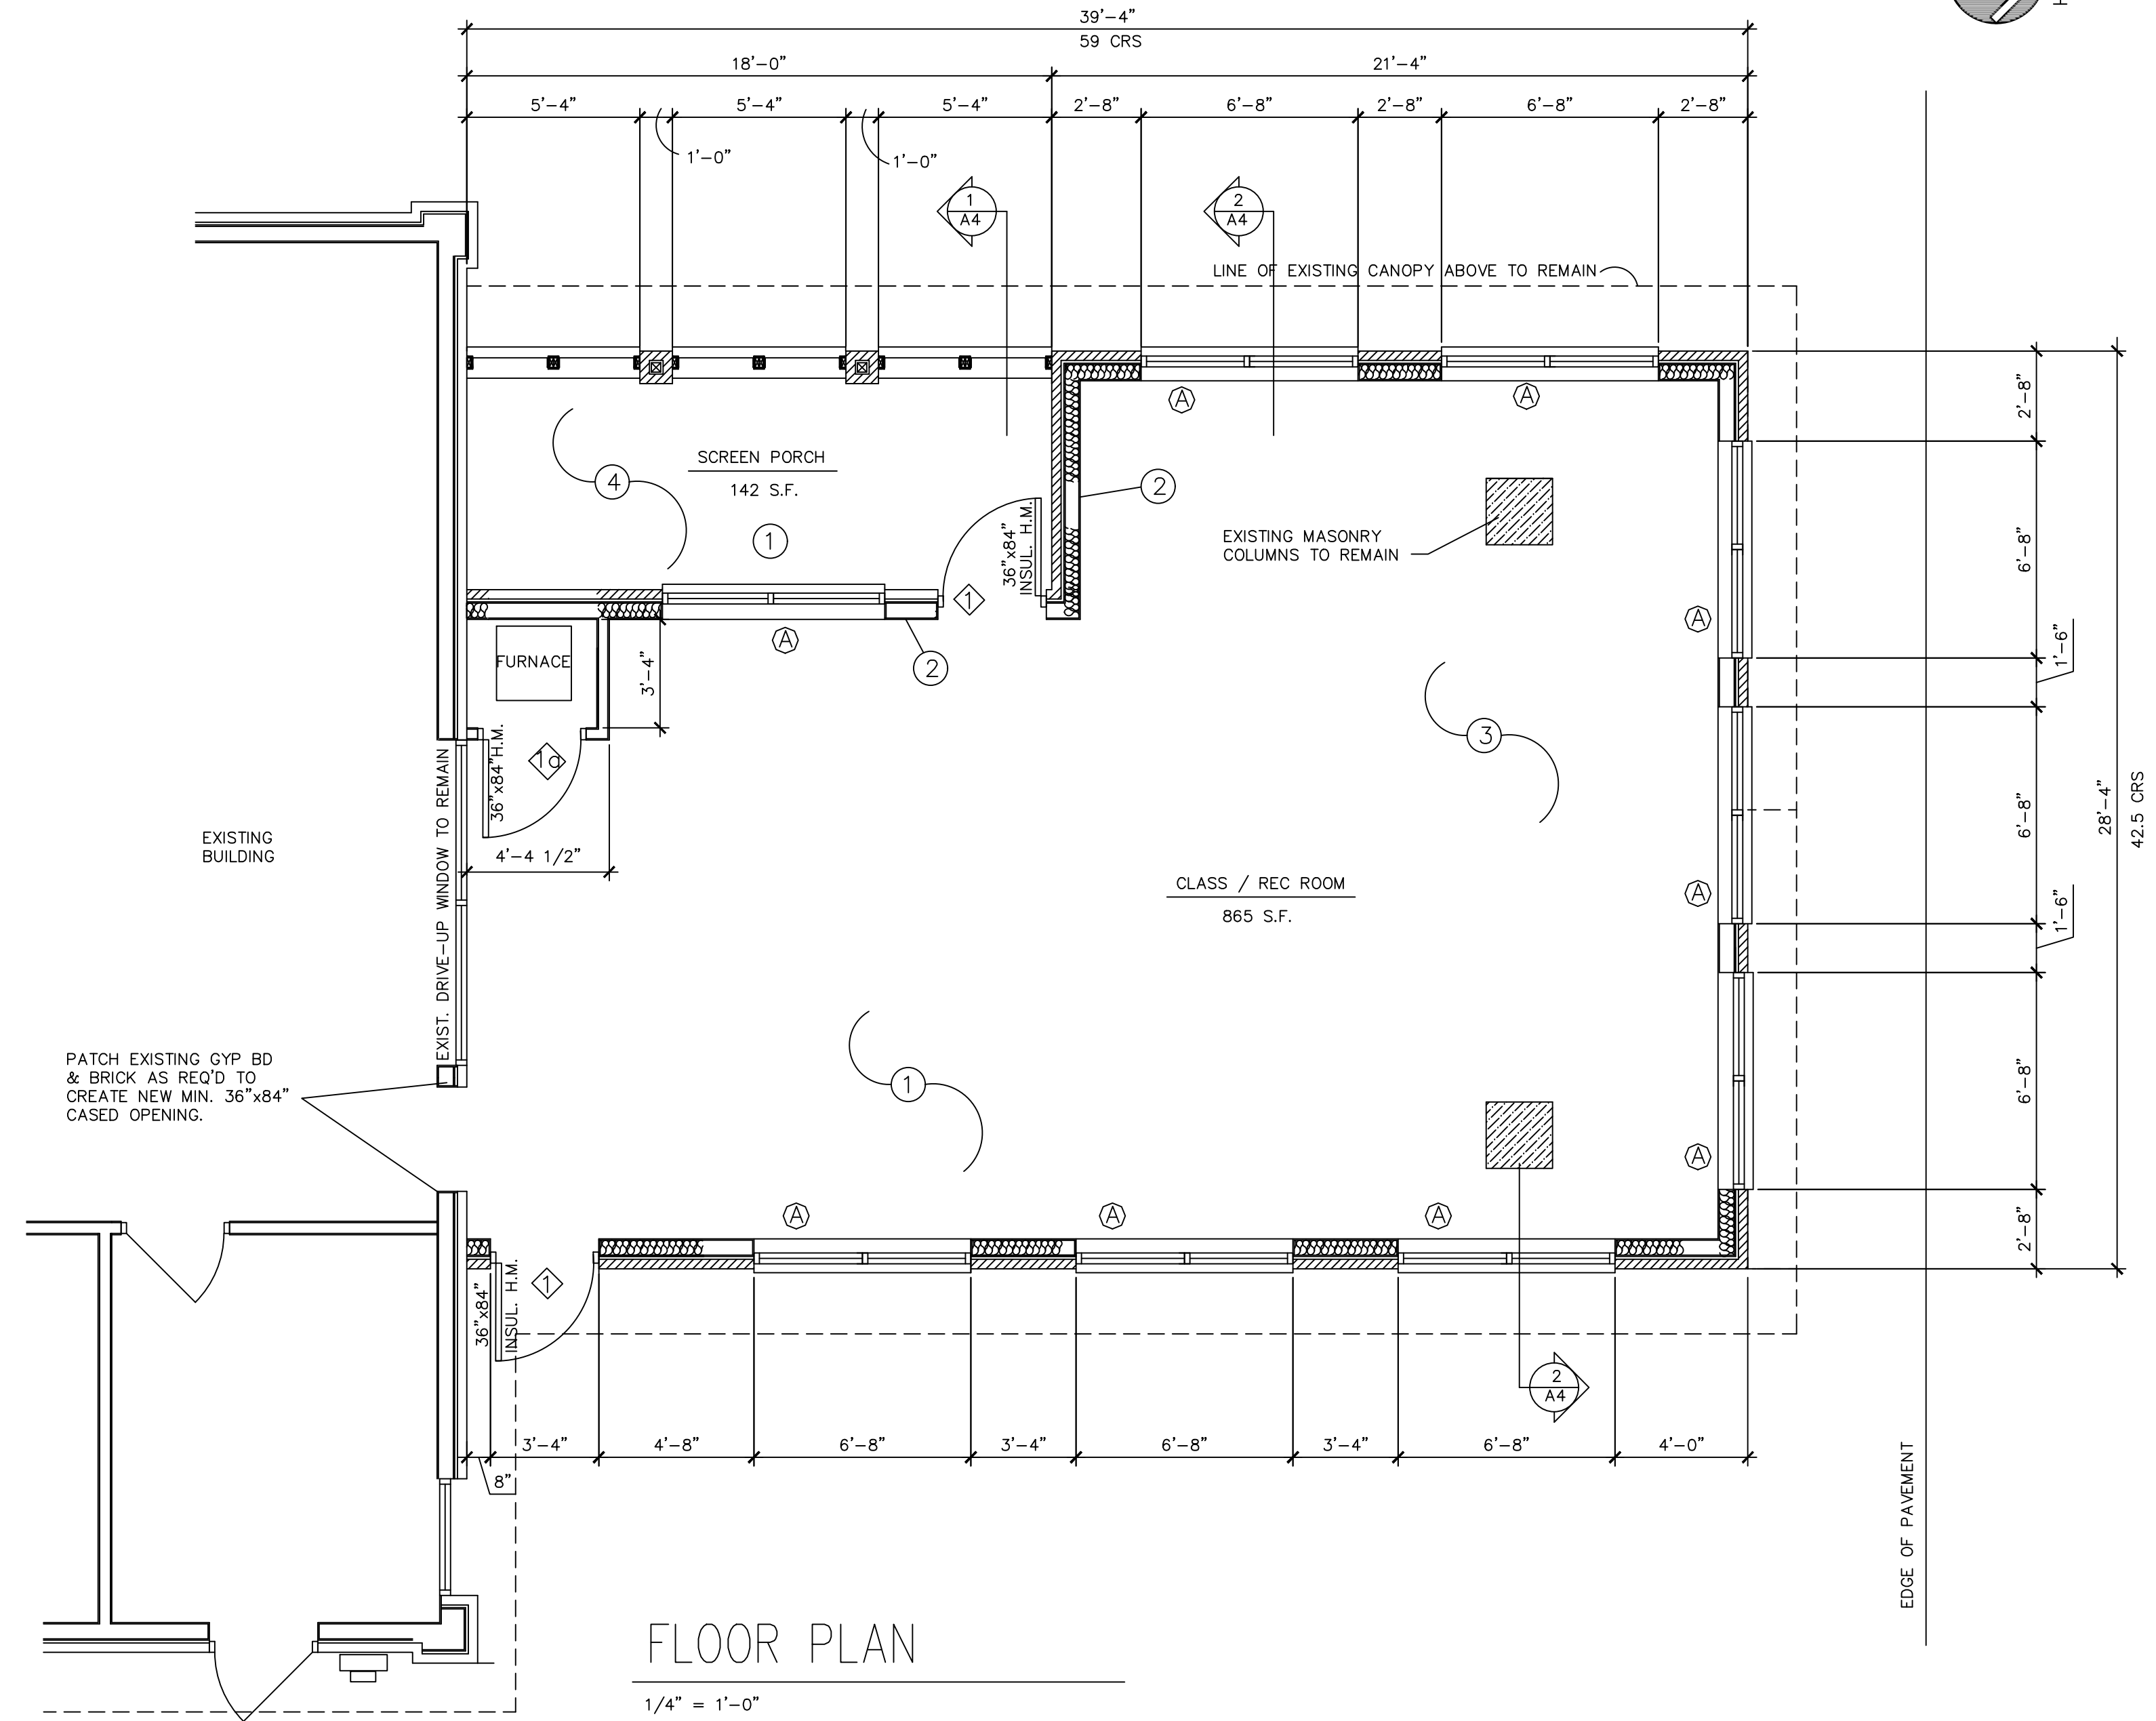 39'-4"
59 CRS
18'-0"
21'-4"
5'-4"
5'-4"
5'-4"
2'-8"
6'-8"
2'-8"
6'-8"
2'-8"
1'-0"
1'-0"
1
A4
2
A4
LINE OF EXISTING CANOPY ABOVE TO REMAIN
A
A
SCREEN PORCH
142 S.F.
4
1
2
36"x84"
INSUL. H.M.
1
EXISTING MASONRY
COLUMNS TO REMAIN
2'-8"
6'-8"
1'-6"
6'-8"
1'-6"
6'-8"
2'-8"
28'-4"
42.5 CRS
A
2
A
FURNACE
3'-4"
36"x84"H.M.
1a
4'-4 1/2"
3
EXIST. DRIVE-UP WINDOW TO REMAIN
EXISTING
BUILDING
CLASS / REC ROOM
865 S.F.
A
PATCH EXISTING GYP BD
& BRICK AS REQ'D TO
CREATE NEW MIN. 36"x84"
CASED OPENING.
1
A
A
A
A
36"x84"
INSUL. H.M.
1
2
A4
3'-4"
4'-8"
6'-8"
3'-4"
6'-8"
3'-4"
6'-8"
4'-0"
8"
EDGE OF PAVEMENT
FLOOR PLAN
1/4" = 1'-0"